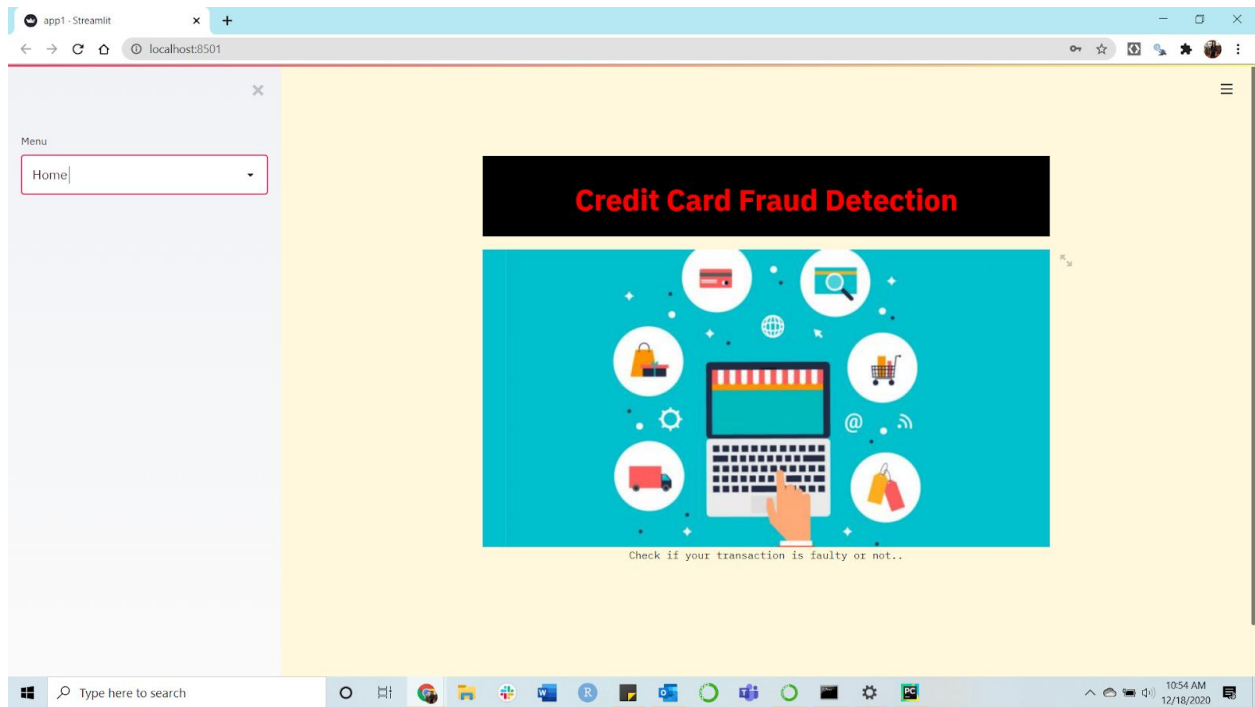 app1 - Streamlit
localhost:8501
Menu
Home
Credit Card Fraud Detection
@
Check if your transaction is faulty or not..
Type here to search
R
PC
10:54 AM
12/18/2020